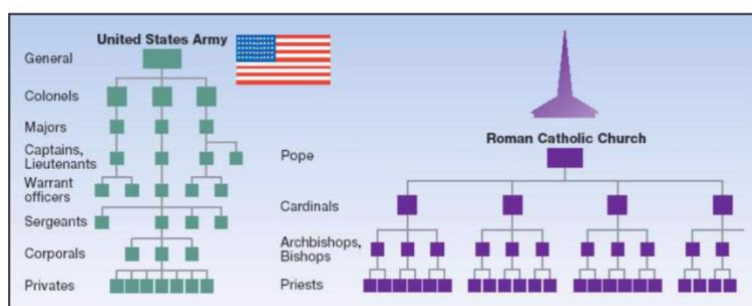 United States Army
General
Colonels
Majors
Captains,
Lieutenants
Warrant
officers
Sergeants
Corporals
Privates
Roman Catholic Church
Pope
Cardinals
Archbishops,
Bishops
Priests